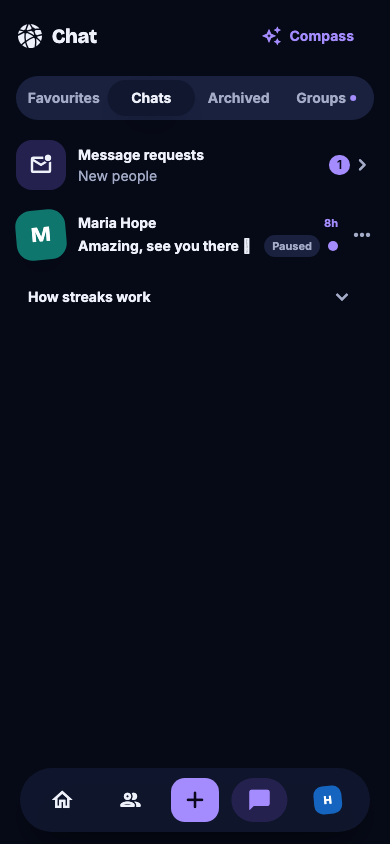 Chat
Compass
Favourites Chats Archived Groups
Message requests
New people
1
Maria Hope
8h
Amazing, see you there
Paused
M
How streaks work
H